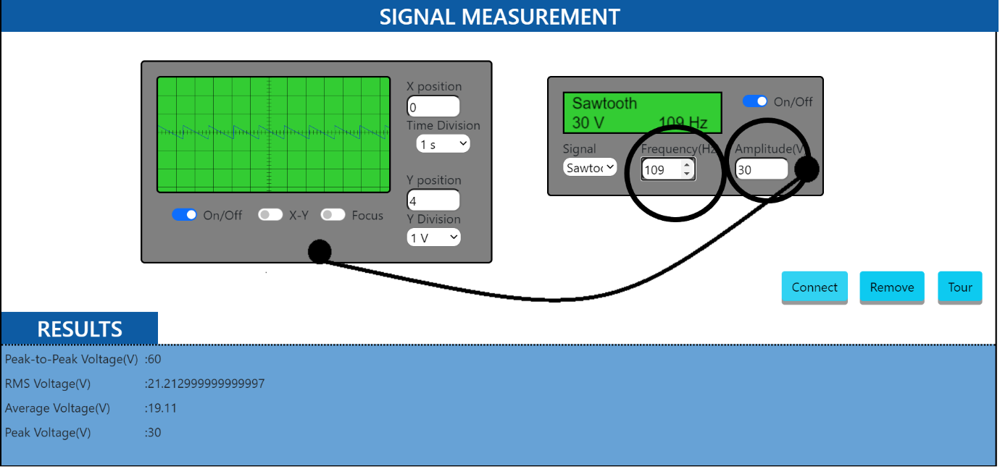 SIGNAL MEASUREMENT
X position
0
Time Division
1 s
Y position
4
Y Division
1 V
On/Off
X-Y
Focus
Sawtooth
30 V 109 Hz
On/Off
Signal
Sawtoo
Frequency(Hz
109
Amplitude(V)
30
Connect
Remove
Tour
RESULTS
Peak-to-Peak Voltage(V) :60
RMS Voltage(V) :21.212999999999997
Average Voltage(V) :19.11
Peak Voltage(V) :30